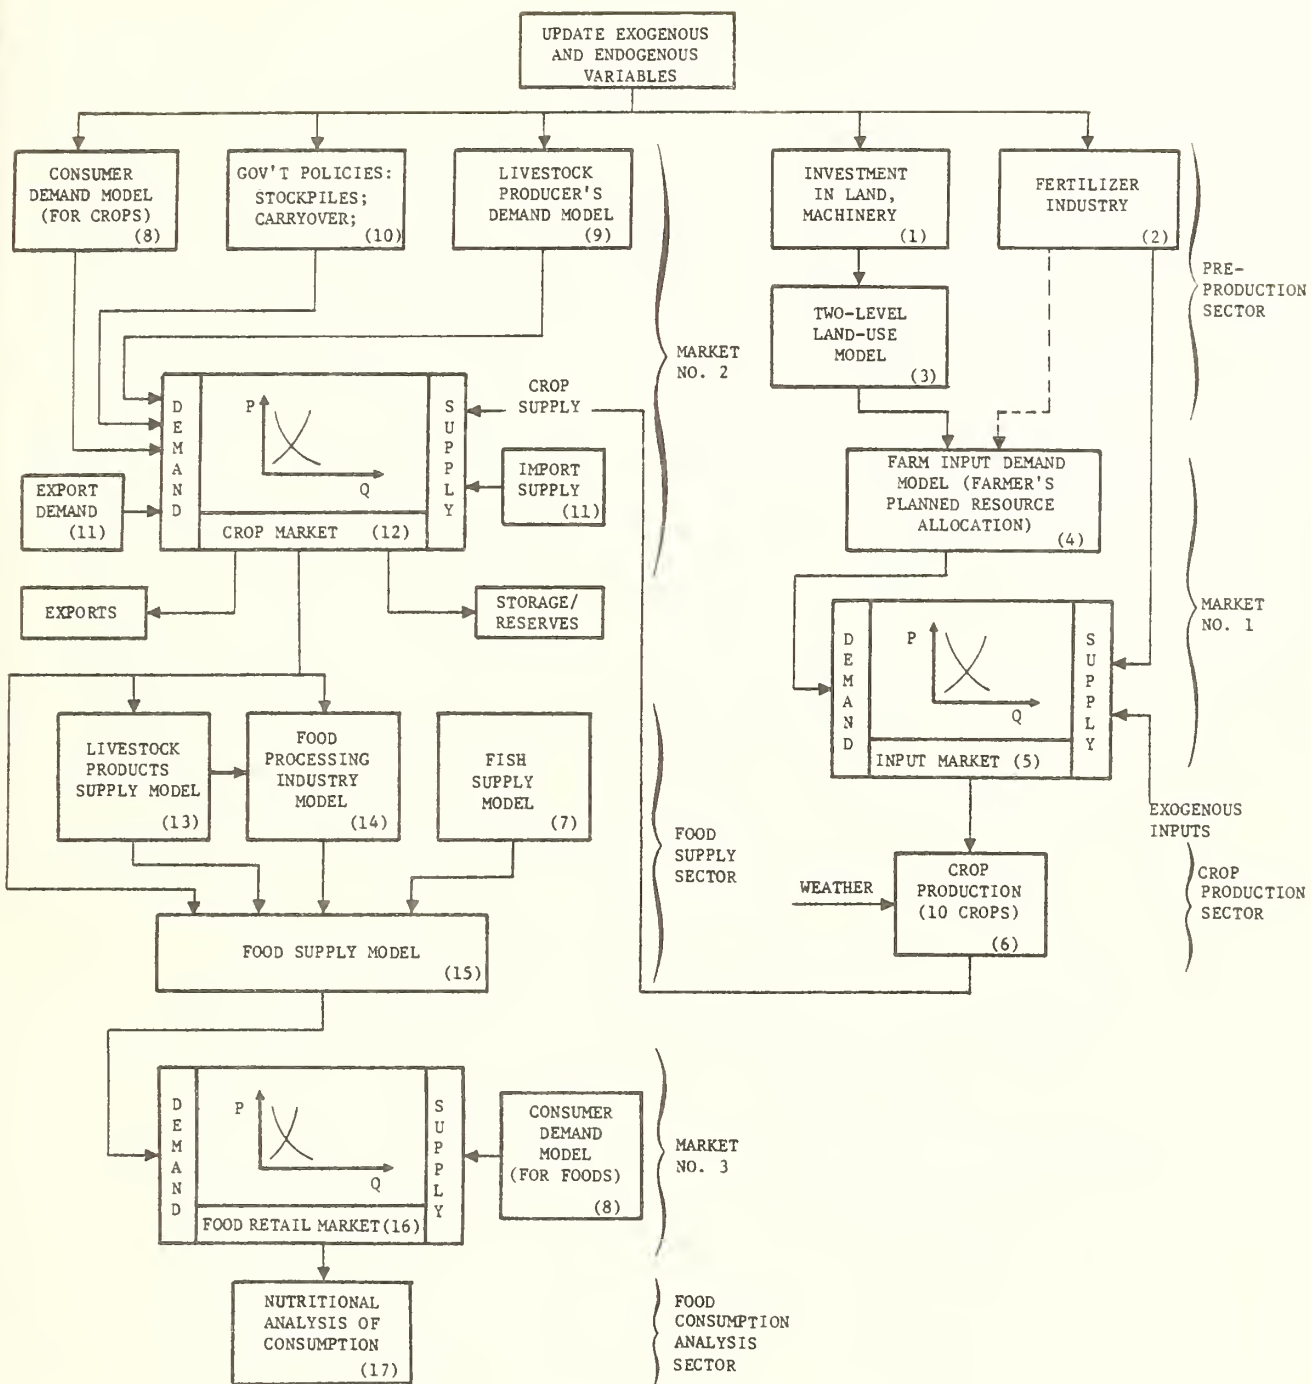 UPDATE EXOGENOUS
AND ENDOGENOUS
VARIABLES
CONSUMER
DEMAND MODEL
(FOR CROPS)
(8)
GOV'T POLICIES:
STOCKPILES;
CARRYOVER;
(10)
LIVESTOCK
PRODUCER'S
DEMAND MODEL
(9)
INVESTMENT
IN LAND,
MACHINERY
(1)
FERTILIZER
INDUSTRY
(2)
PRE-
PRODUCTION
SECTOR
TWO-LEVEL
LAND-USE
MODEL
(3)
MARKET
NO. 2
DEMAND
P
Q
SUPPLY
CROP MARKET (12)
CROP
SUPPLY
EXPORT
DEMAND
(11)
IMPORT
SUPPLY
(11)
FARM INPUT DEMAND
MODEL (FARMER'S
PLANNED RESOURCE
ALLOCATION)
(4)
EXPORTS
STORAGE/
RESERVES
MARKET
NO. 1
DEMAND
P
Q
SUPPLY
INPUT MARKET (5)
EXOGENOUS
INPUTS
LIVESTOCK
PRODUCTS
SUPPLY MODEL
(13)
FOOD
PROCESSING
INDUSTRY
MODEL
(14)
FISH
SUPPLY
MODEL
(7)
FOOD
SUPPLY
SECTOR
WEATHER
CROP
PRODUCTION
(10 CROPS)
(6)
CROP
PRODUCTION
SECTOR
FOOD SUPPLY MODEL
(15)
DEMAND
P
Q
SUPPLY
FOOD RETAIL MARKET (16)
CONSUMER
DEMAND
MODEL
(FOR FOODS)
(8)
MARKET
NO. 3
NUTRITIONAL
ANALYSIS OF
CONSUMPTION
(17)
FOOD
CONSUMPTION
ANALYSIS
SECTOR